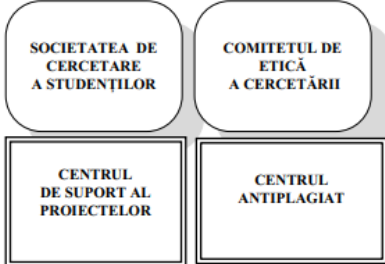 SOCIETATEA DE
CERCETARE
A STUDENȚILOR
COMITETUL DE
ETICĂ
A CERCETĂRII
CENTRUL
DE SUPORT AL
PROIECTELOR
CENTRUL
ANTIPLAGIAT